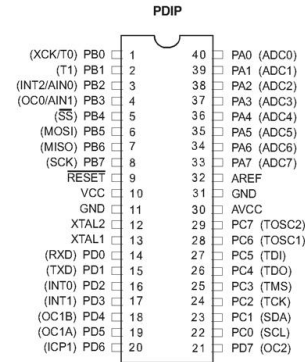 PDIP
(XCK/T0) PB0 1 40 PA0 (ADC0)
(T1) PB1 2 39 PA1 (ADC1)
(INT2/AIN0) PB2 3 38 PA2 (ADC2)
(OC0/AIN1) PB3 4 37 PA3 (ADC3)
(SS) PB4 5 36 PA4 (ADC4)
(MOSI) PB5 6 35 PA5 (ADC5)
(MISO) PB6 7 34 PA6 (ADC6)
(SCK) PB7 8 33 PA7 (ADC7)
RESET 9 32 AREF
VCC 10 31 GND
GND 11 30 AVCC
XTAL2 12 29 PC7 (TOSC2)
XTAL1 13 28 PC6 (TOSC1)
(RXD) PD0 14 27 PC5 (TDI)
(TXD) PD1 15 26 PC4 (TDO)
(INT0) PD2 16 25 PC3 (TMS)
(INT1) PD3 17 24 PC2 (TCK)
(OC1B) PD4 18 23 PC1 (SDA)
(OC1A) PD5 19 22 PC0 (SCL)
(ICP1) PD6 20 21 PD7 (OC2)